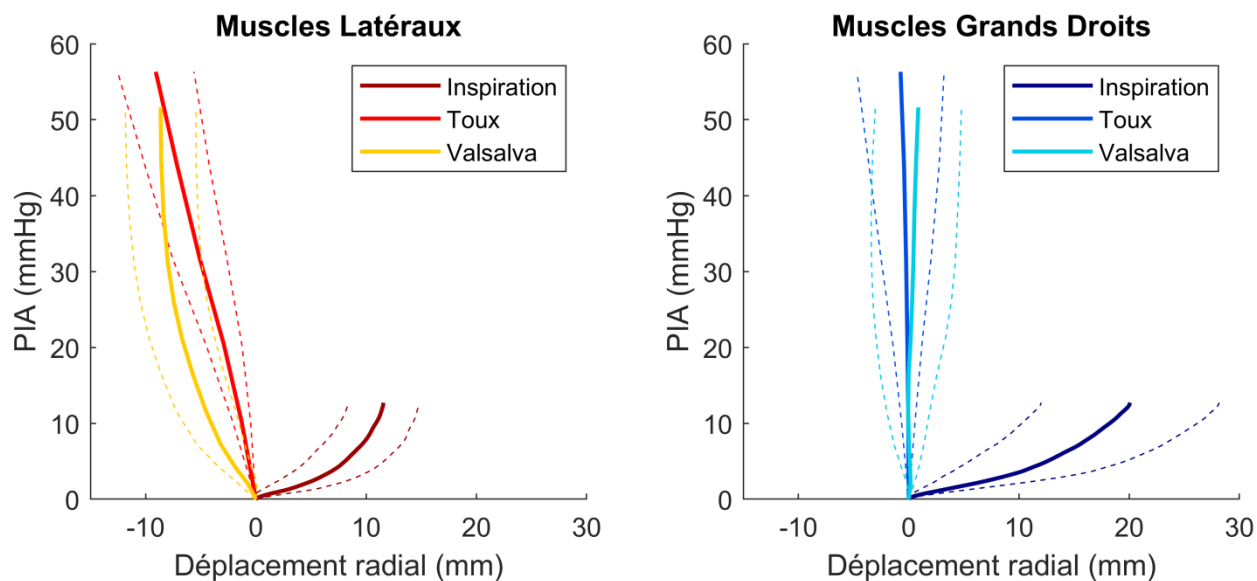 Muscles Latéraux
60
50
40
30
20
10
0
PIA (mmHg)
-10 0 10 20 30
Déplacement radial (mm)
Inspiration
Toux
Valsalva
Muscles Grands Droits
60
50
40
30
20
10
0
PIA (mmHg)
-10 0 10 20 30
Déplacement radial (mm)
Inspiration
Toux
Valsalva